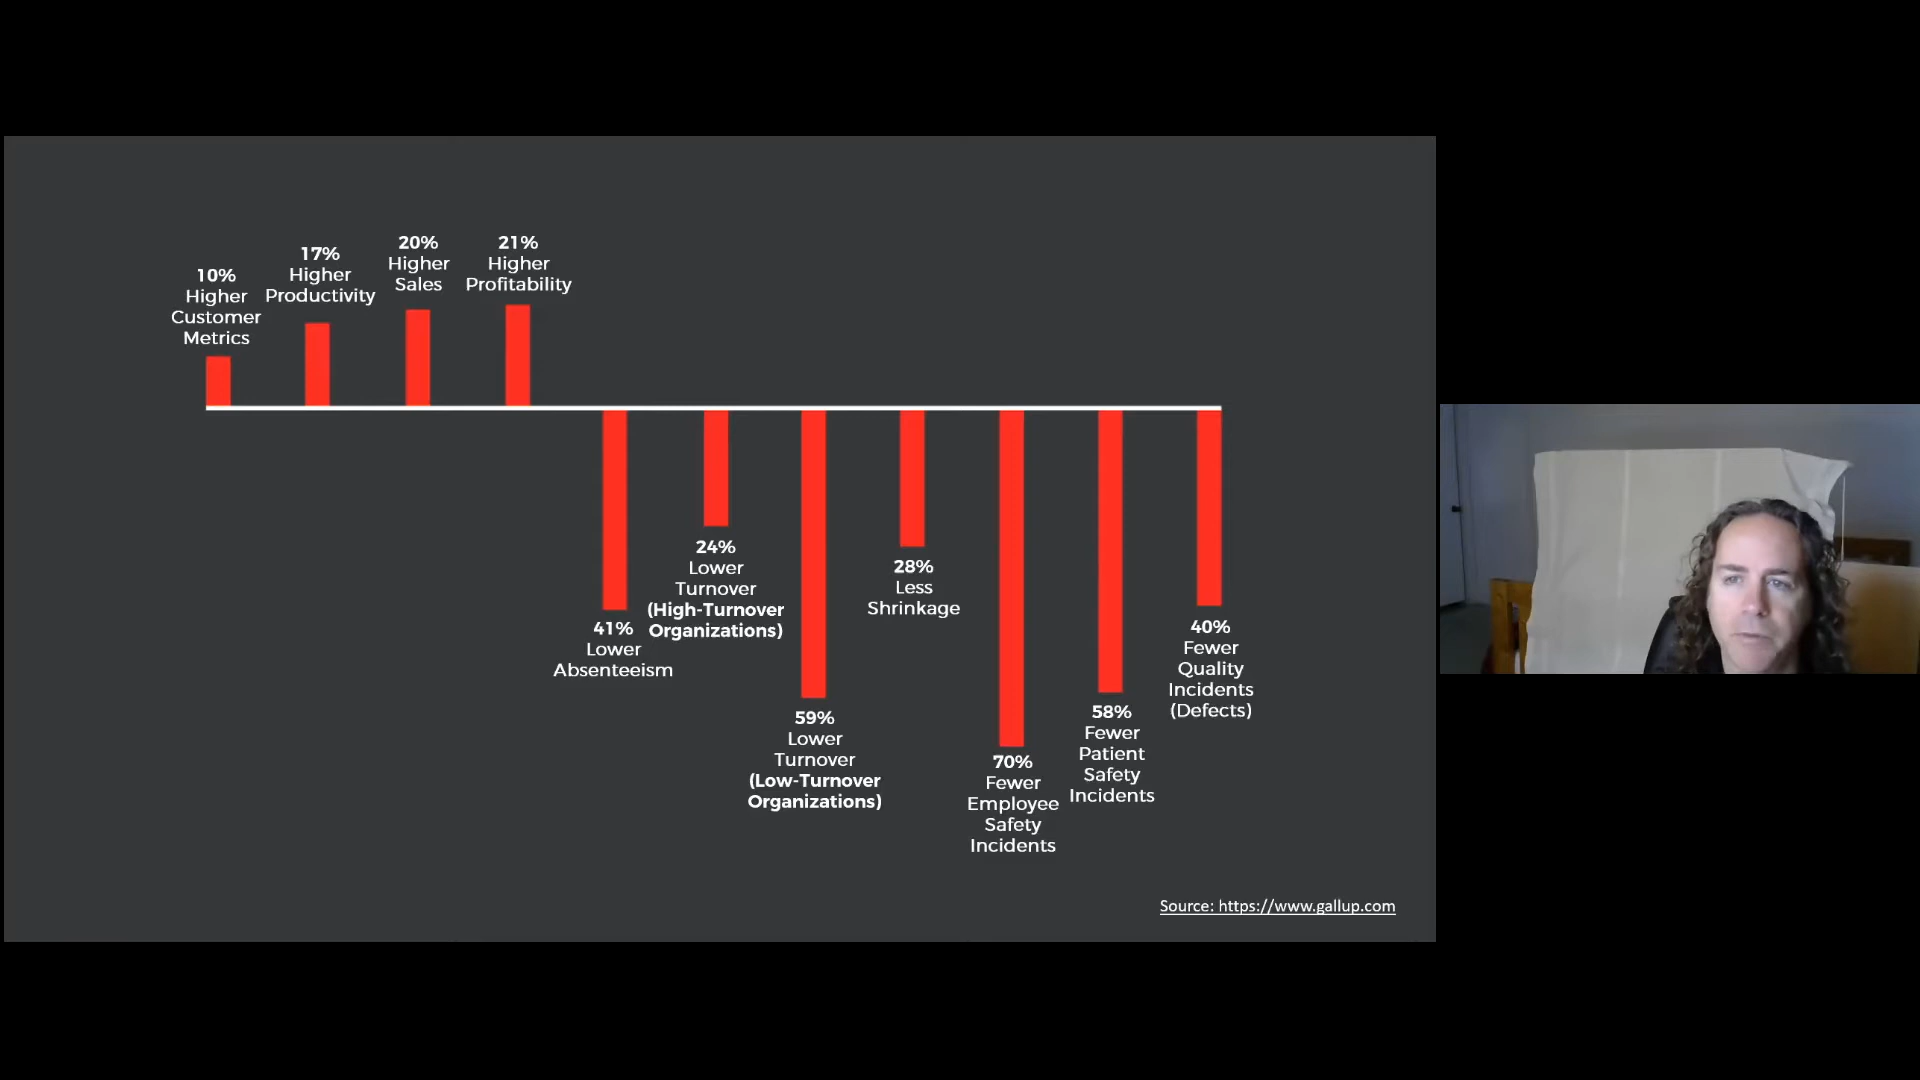 10%
Higher
Customer
Metrics
17%
Higher
Productivity
20%
Higher
Sales
21%
Higher
Profitability
41%
Lower
Absenteeism
24%
Lower
Turnover
(High-Turnover
Organizations)
59%
Lower
Turnover
(Low-Turnover
Organizations)
28%
Less
Shrinkage
70%
Fewer
Employee
Safety
Incidents
58%
Fewer
Patient
Safety
Incidents
40%
Fewer
Quality
Incidents
(Defects)
Source: https://www.gallup.com